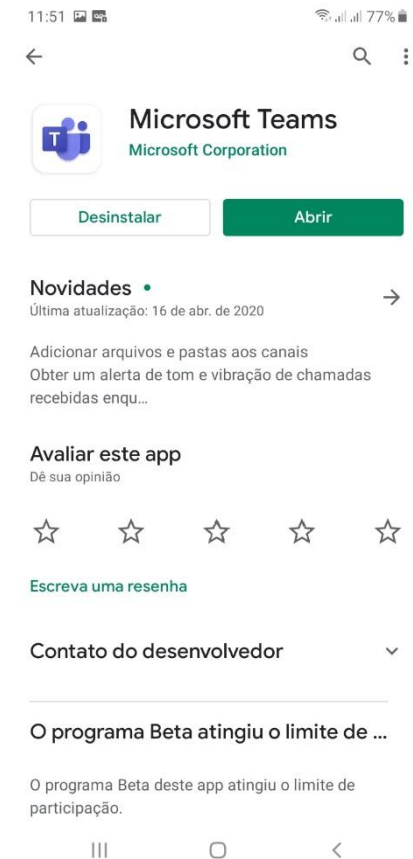 11:51 77%
Microsoft Teams
Microsoft Corporation
T
Desinstalar Abrir
Novidades
Última atualização: 16 de abr. de 2020
Adicionar arquivos e pastas aos canais
Obter um alerta de tom e vibração de chamadas
recebidas enqu...
Avaliar este app
Dê sua opinião
Escreva uma resenha
Contato do desenvolvedor
O programa Beta atingiu o limite de ...
O programa Beta deste app atingiu o limite de
participação.